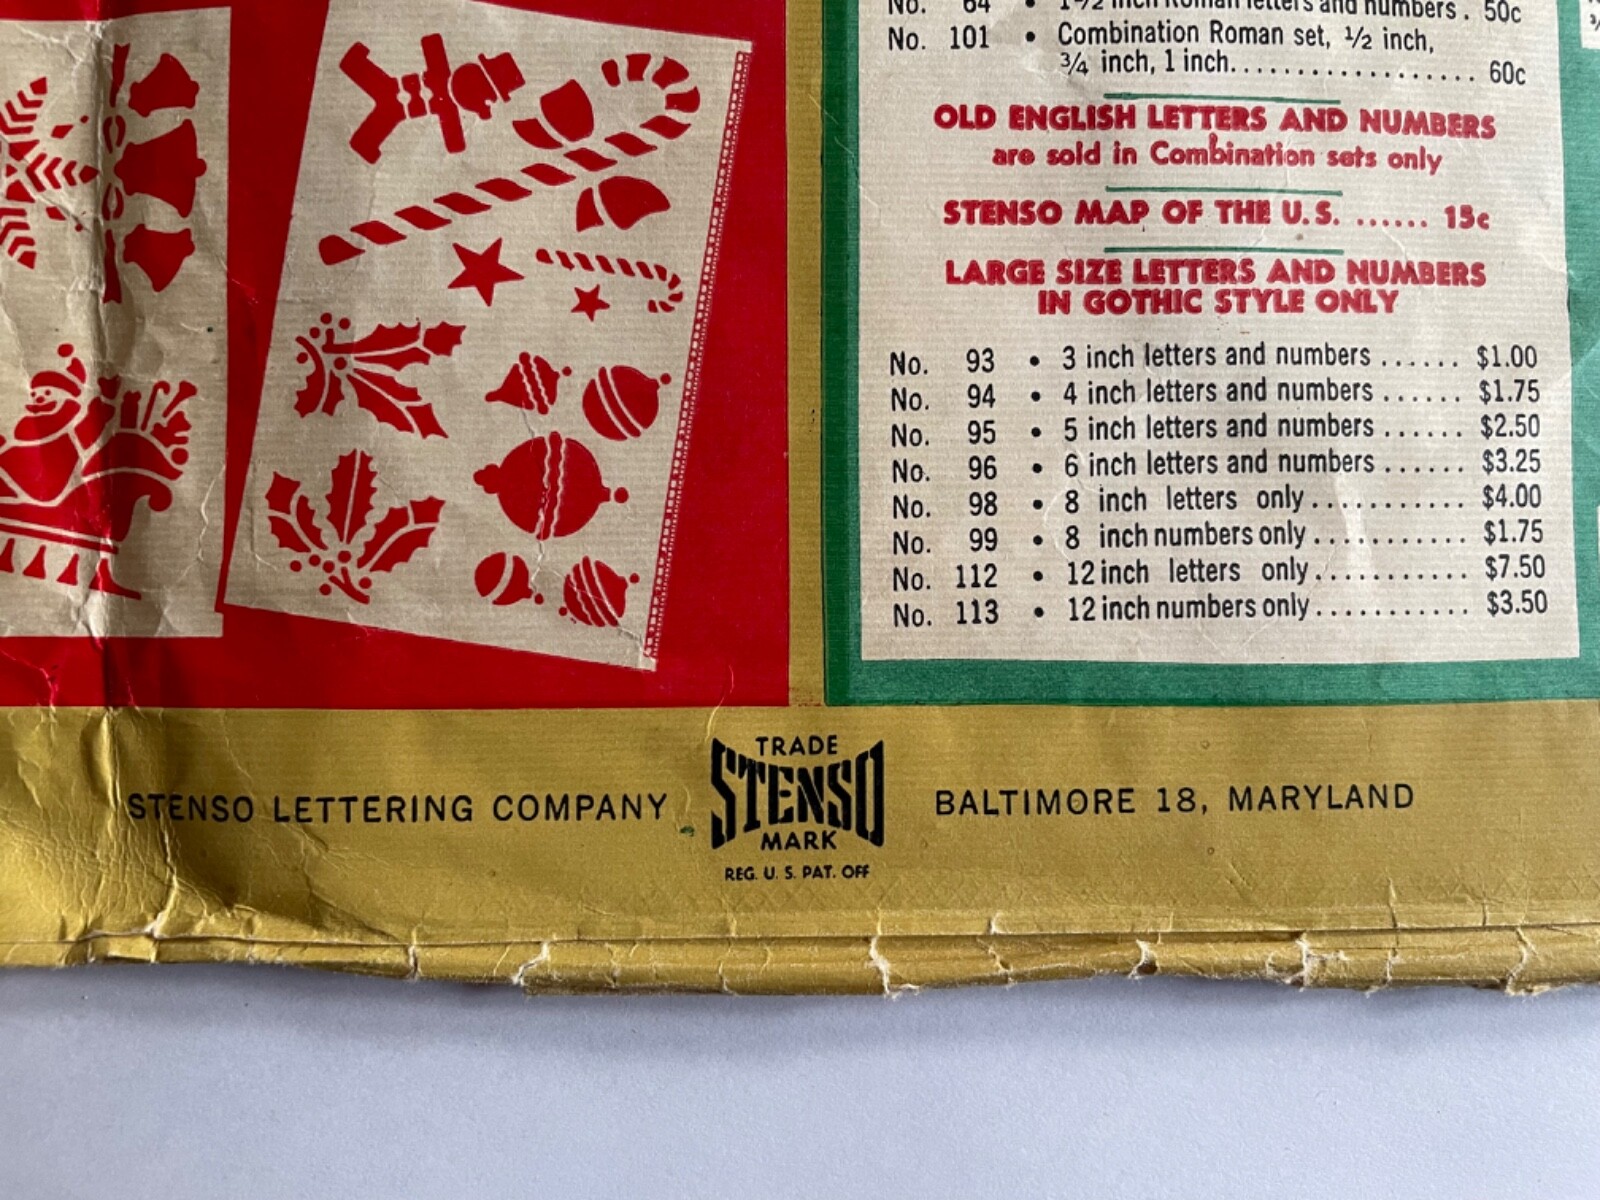 No. 64 • 1-1/2 inch Roman letters and numbers . 50c
No. 101 • Combination Roman set, 1/2 inch,
3/4 inch, 1 inch.................. 60c
OLD ENGLISH LETTERS AND NUMBERS
are sold in Combination sets only
STENSO MAP OF THE U.S. ...... 15c
LARGE SIZE LETTERS AND NUMBERS
IN GOTHIC STYLE ONLY
No. 93 • 3 inch letters and numbers ...... $1.00
No. 94 • 4 inch letters and numbers ...... $1.75
No. 95 • 5 inch letters and numbers ...... $2.50
No. 96 • 6 inch letters and numbers ...... $3.25
No. 98 • 8 inch letters only............ $4.00
No. 99 • 8 inch numbers only ........... $1.75
No. 112 • 12 inch letters only........... $7.50
No. 113 • 12 inch numbers only........... $3.50
STENSO LETTERING COMPANY
TRADE
STENSO
MARK
REG. U. S. PAT. OFF
BALTIMORE 18, MARYLAND